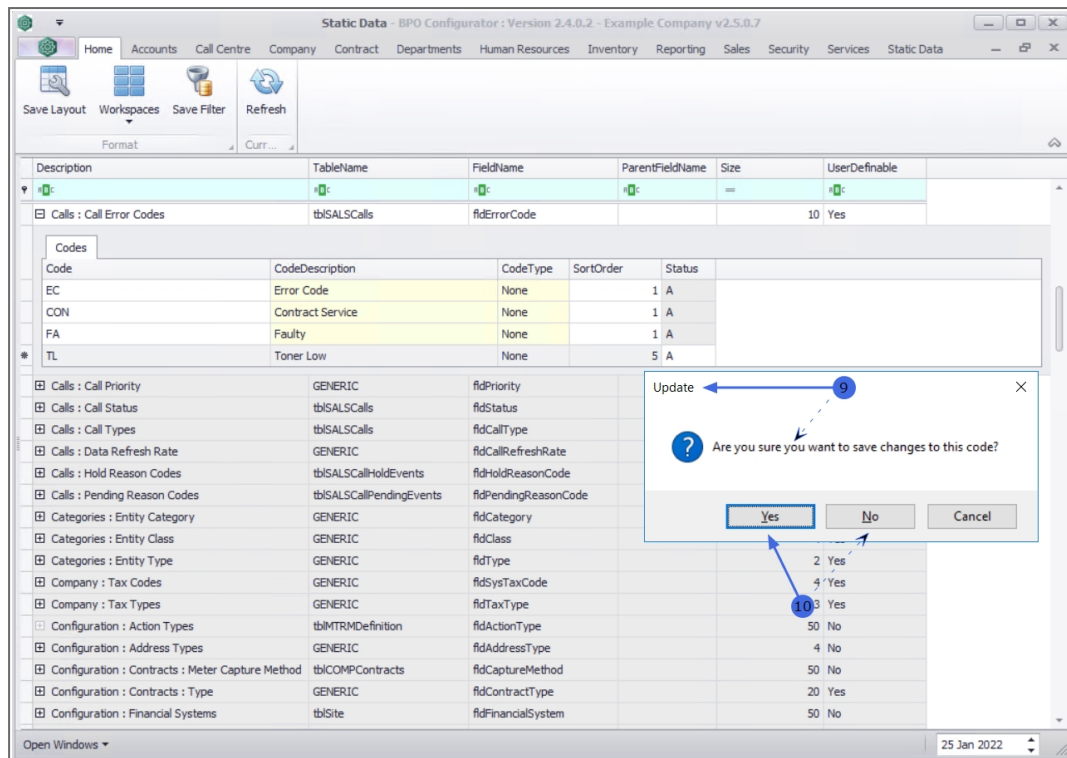 Static Data - BPO Configurator : Version 2.4.0.2 - Example Company v2.5.0.7
Home Accounts Call Centre Company Contract Departments Human Resources Inventory Reporting Sales Security Services Static Data
Save Layout Workspaces Save Filter Refresh
Format Curr...
Description TableName FieldName ParentFieldName Size UserDefinable
Calls : Call Error Codes tblSALSCalls fldErrorCode 10 Yes
Codes
Code CodeDescription CodeType SortOrder Status
EC Error Code None 1 A
CON Contract Service None 1 A
FA Faulty None 1 A
TL Toner Low None 5 A
Calls : Call Priority GENERIC fldPriority
Calls : Call Status tblSALSCalls fldStatus
Calls : Call Types tblSALSCalls fldCallType
Calls : Data Refresh Rate GENERIC fldCallRefreshRate
Calls : Hold Reason Codes tblSALSCallHoldEvents fldHoldReasonCode
Calls : Pending Reason Codes tblSALSCallPendingEvents fldPendingReasonCode
Categories : Entity Category GENERIC fldCategory
Categories : Entity Class GENERIC fldClass
Categories : Entity Type GENERIC fldType 2 Yes
Company : Tax Codes GENERIC fldSysTaxCode 4 Yes
Company : Tax Types GENERIC fldTaxType 3 Yes
Configuration : Action Types tblMTRMDefinition fldActionType 50 No
Configuration : Address Types GENERIC fldAddressType 4 No
Configuration : Contracts : Meter Capture Method tblCOMPContracts fldCaptureMethod 50 No
Configuration : Contracts : Type GENERIC fldContractType 20 Yes
Configuration : Financial Systems tblSite fldFinancialSystem 50 No
Update 9
Are you sure you want to save changes to this code?
Yes No Cancel
10
Open Windows 25 Jan 2022